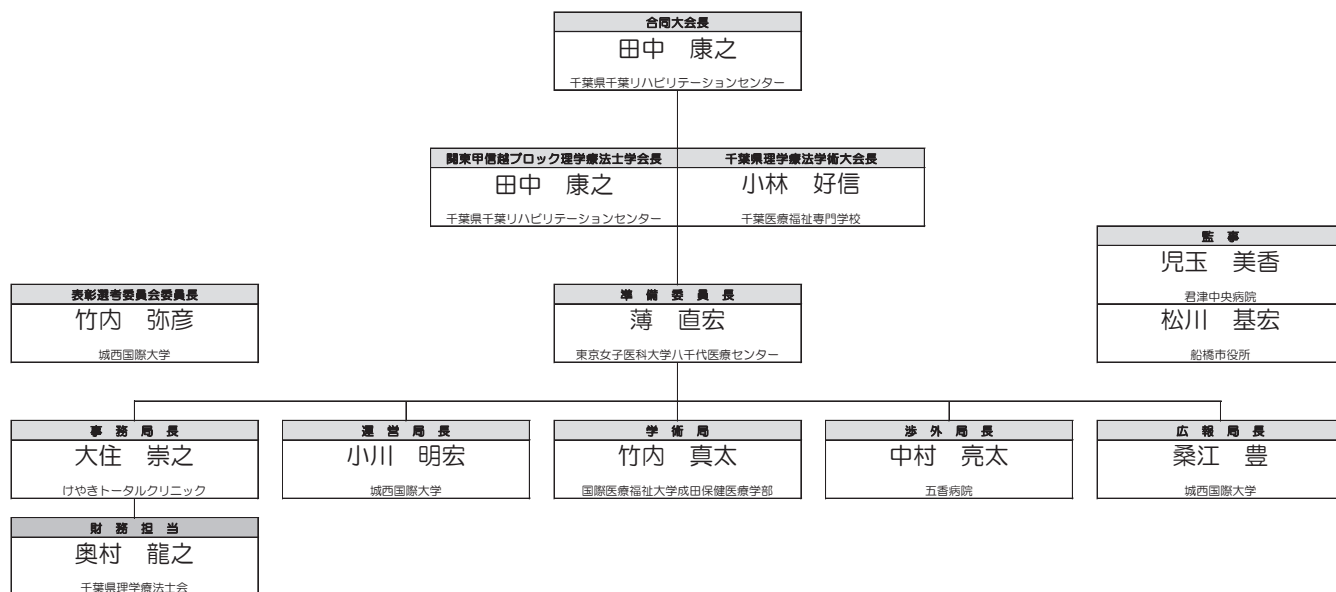 合同大会長
田中　康之
千葉県千葉リハビリテーションセンター
関東甲信越ブロック理学療法士学会長
田中　康之
千葉県千葉リハビリテーションセンター
千葉県理学療法学術大会長
小林　好信
千葉医療福祉専門学校
監　事
児玉　美香
君津中央病院
松川　基宏
船橋市役所
表彰選考委員会委員長
竹内　弥彦
城西国際大学
準　備　委　員　長
薄　直宏
東京女子医科大学八千代医療センター
事　務　局　長
大住　崇之
けやきトータルクリニック
運　営　局　長
小川　明宏
城西国際大学
学　術　局
竹内　真太
国際医療福祉大学成田保健医療学部
渉　外　局　長
中村　亮太
五香病院
広　報　局　長
桑江　豊
城西国際大学
財　務　担　当
奥村　龍之
千葉県理学療法士会